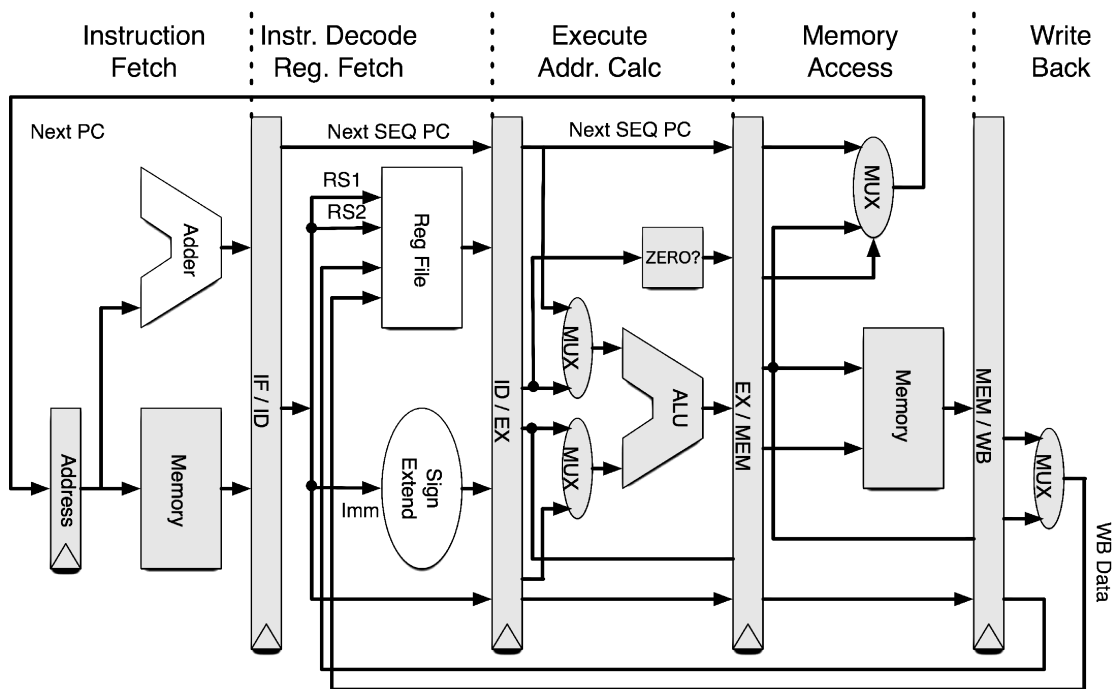 Instruction
Fetch
Instr. Decode
Reg. Fetch
Execute
Addr. Calc
Memory
Access
Write
Back
Next PC
Next SEQ PC
Next SEQ PC
RS1
RS2
Reg File
Adder
MUX
ZERO?
MUX
ALU
MUX
Memory
IF / ID
ID / EX
EX / MEM
MEM / WB
Address
Memory
Imm
Sign
Extend
MUX
WB Data